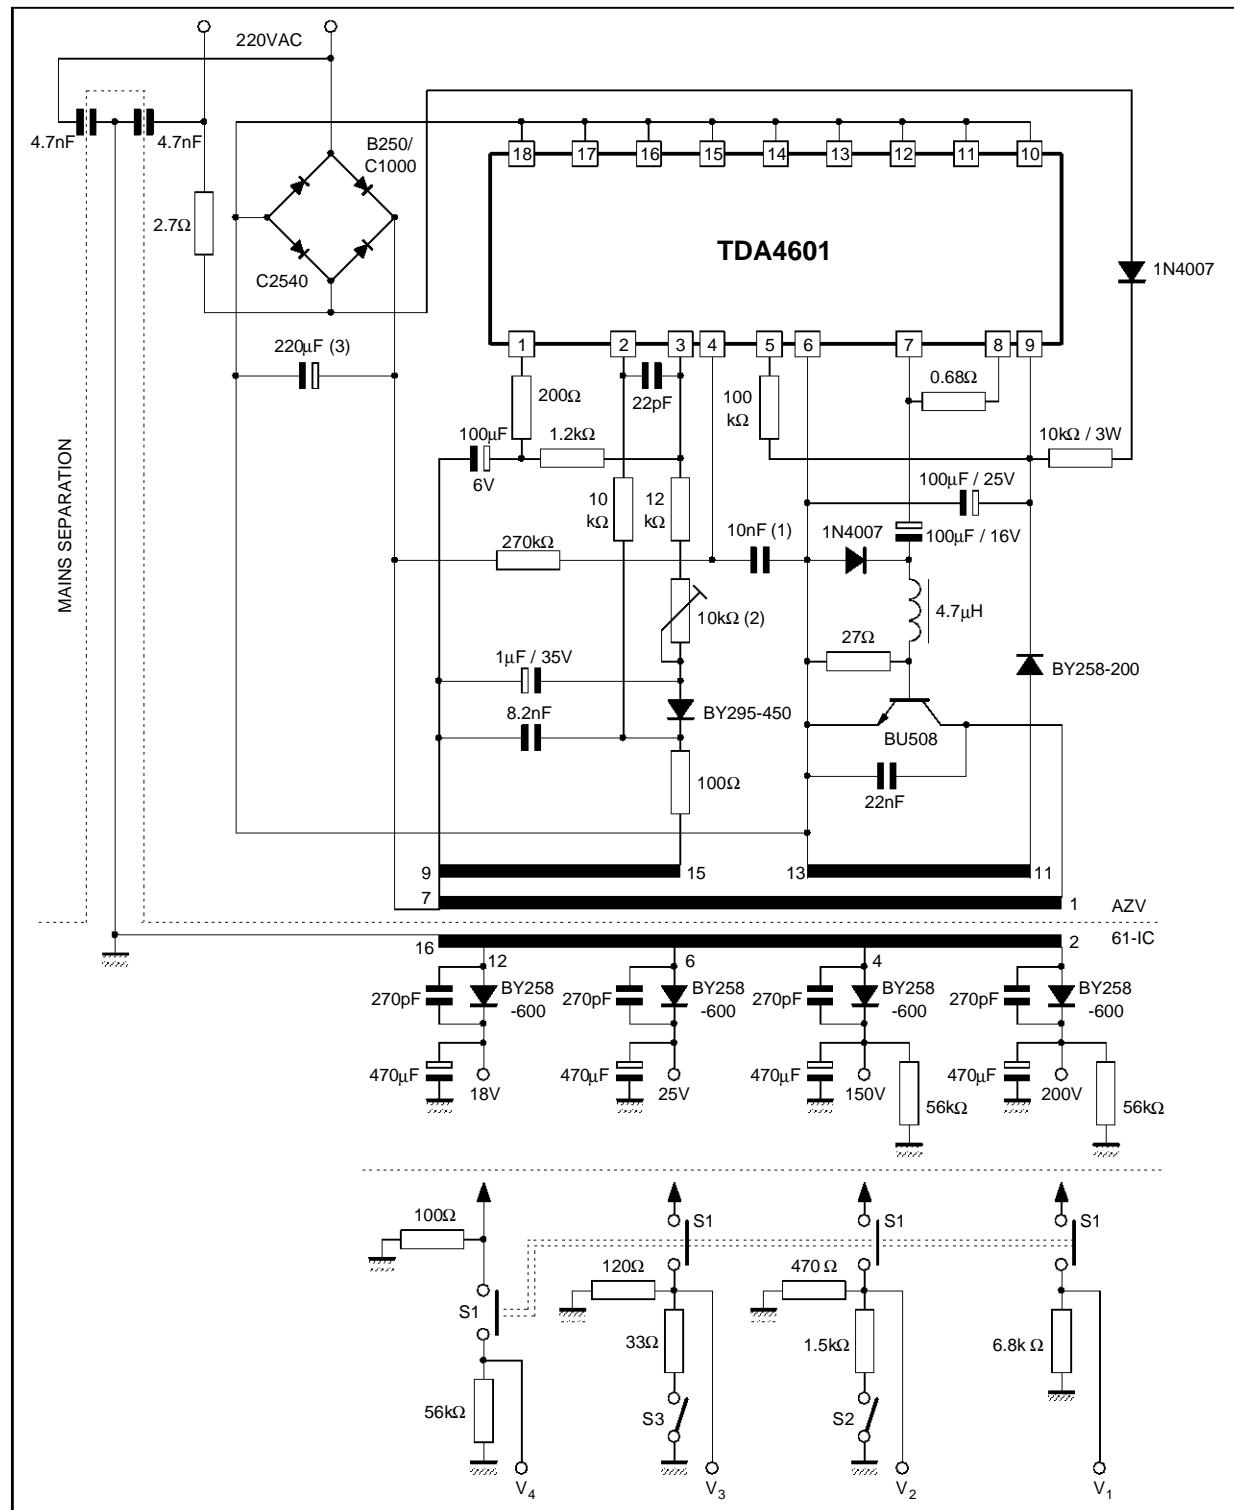 220VAC
4.7nF
4.7nF
B250/
C1000
2.7Ω
C2540
18 17 16 15 14 13 12 11 10
TDA4601
1N4007
1 2 3 4 5 6 7 8 9
220μF (3)
200Ω
22pF
100
kΩ
0.68Ω
100μF
6V
1.2kΩ
10kΩ / 3W
100μF / 25V
10
kΩ
12
kΩ
10nF (1)
1N4007
100μF / 16V
270kΩ
10kΩ (2)
4.7μH
27Ω
MAINS SEPARATION
1μF / 35V
BY258-200
8.2nF
BY295-450
BU508
100Ω
22nF
9
15
13
11
7
1
AZV
16
2
61-IC
12
6
4
270pF
BY258
-600
270pF
BY258
-600
270pF
BY258
-600
270pF
BY258
-600
470μF
18V
470μF
25V
470μF
150V
56kΩ
470μF
200V
56kΩ
100Ω
S1
S1
S1
120Ω
470 Ω
S1
33Ω
1.5kΩ
6.8k Ω
56kΩ
S3
S2
V4
V3
V2
V1